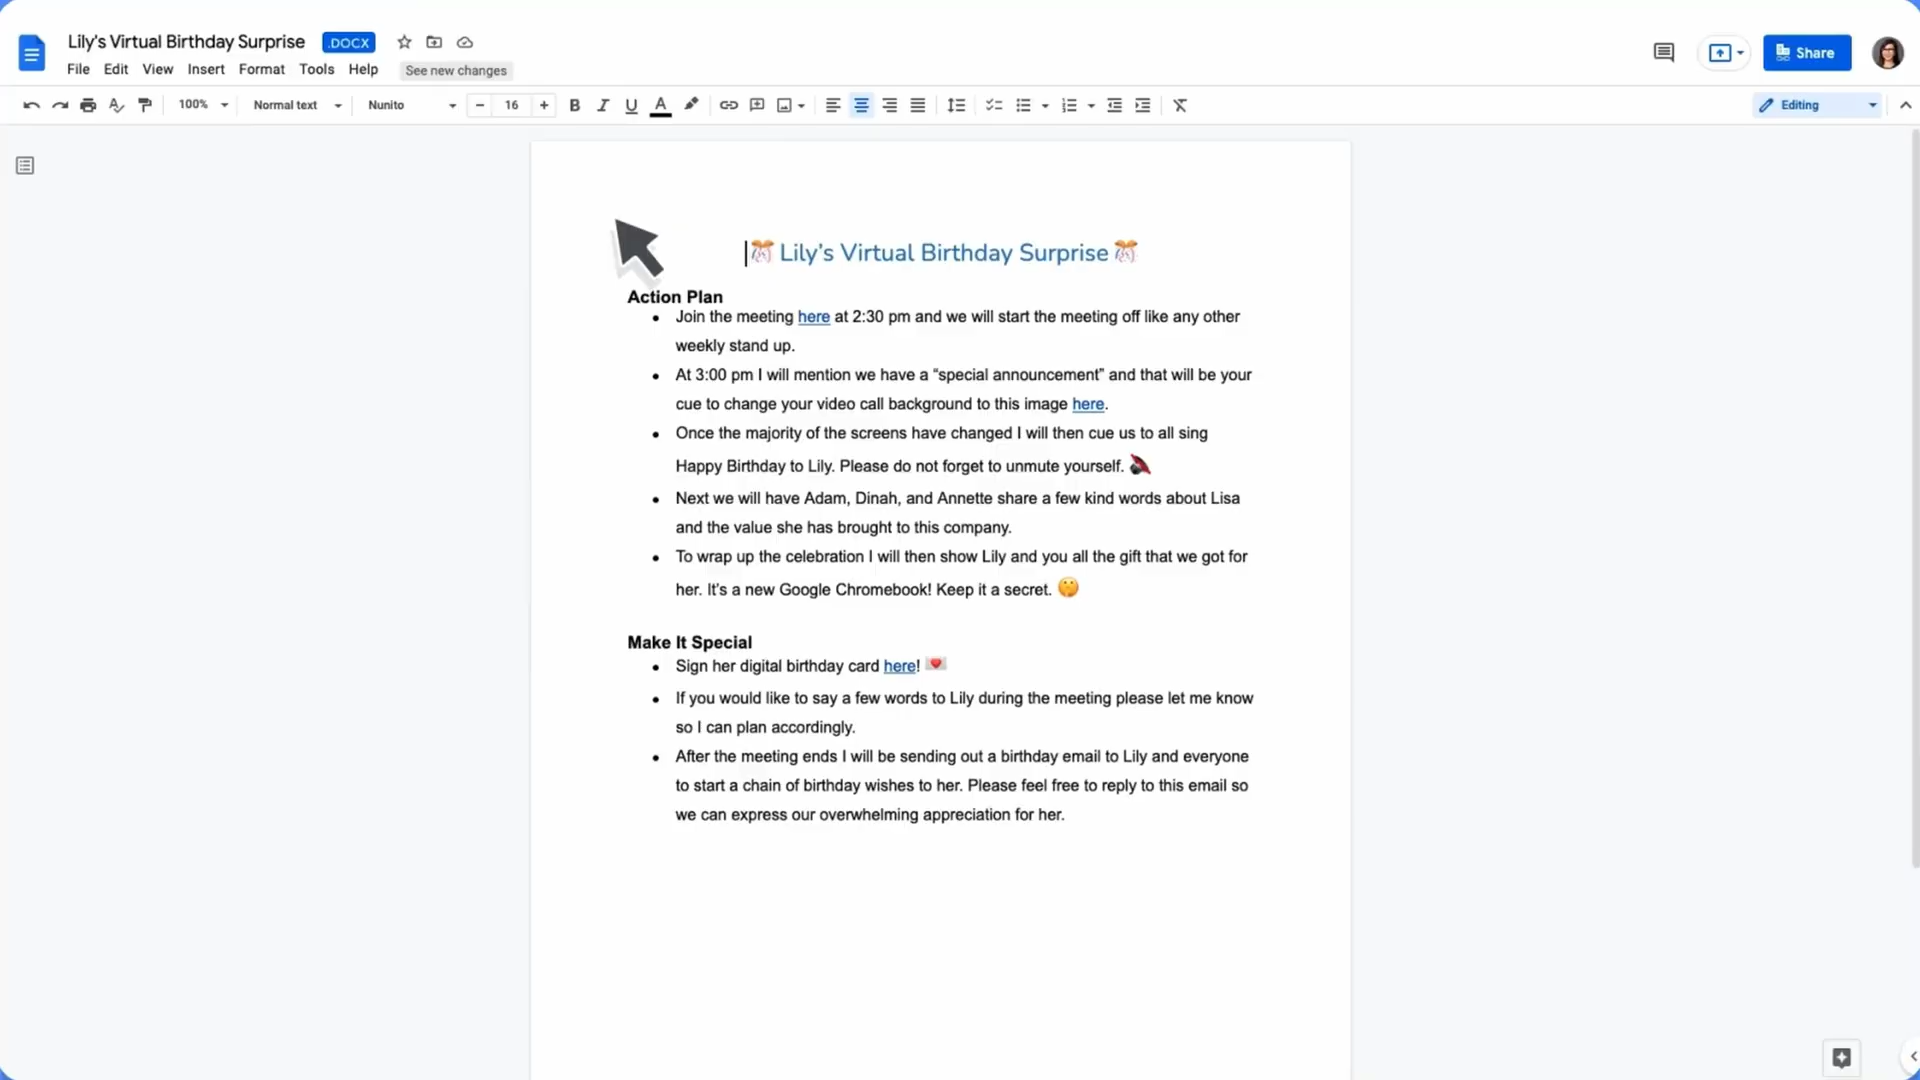 Lily's Virtual Birthday Surprise .DOCX
File Edit View Insert Format Tools Help See new changes
Share
100% Normal text Nunito 16 Editing
Lily's Virtual Birthday Surprise
Action Plan
Join the meeting here at 2:30 pm and we will start the meeting off like any other
weekly stand up.
At 3:00 pm I will mention we have a “special announcement” and that will be your
cue to change your video call background to this image here.
Once the majority of the screens have changed I will then cue us to all sing
Happy Birthday to Lily. Please do not forget to unmute yourself.
Next we will have Adam, Dinah, and Annette share a few kind words about Lisa
and the value she has brought to this company.
To wrap up the celebration I will then show Lily and you all the gift that we got for
her. It’s a new Google Chromebook! Keep it a secret.
Make It Special
Sign her digital birthday card here!
If you would like to say a few words to Lily during the meeting please let me know
so I can plan accordingly.
After the meeting ends I will be sending out a birthday email to Lily and everyone
to start a chain of birthday wishes to her. Please feel free to reply to this email so
we can express our overwhelming appreciation for her.